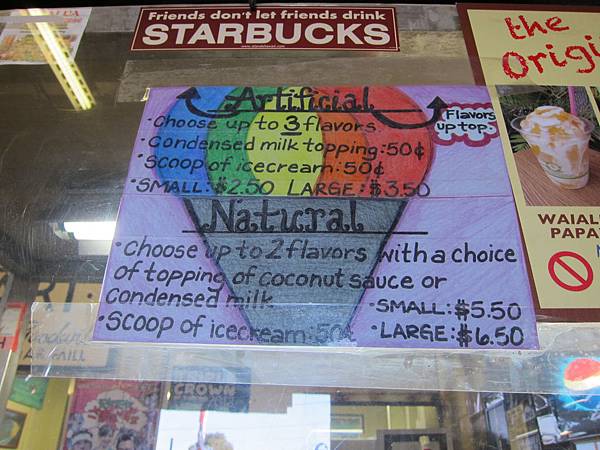 Friends don't let friends drink
STARBUCKS
the
Origi
Artificial
Flavors
up top.
•Choose up to 3 flavors.
•Condensed milk topping:50¢
•Scoop of icecream:50¢
•SMALL:$2.50 LARGE:$3.50
Natural
•Choose up to 2 flavors with a choice
of topping of coconut sauce or
condensed milk
•SMALL:$5.50
•Scoop of icecream:50¢
•LARGE:$6.50
WAIAL
PAPA
CROWN
pepsi